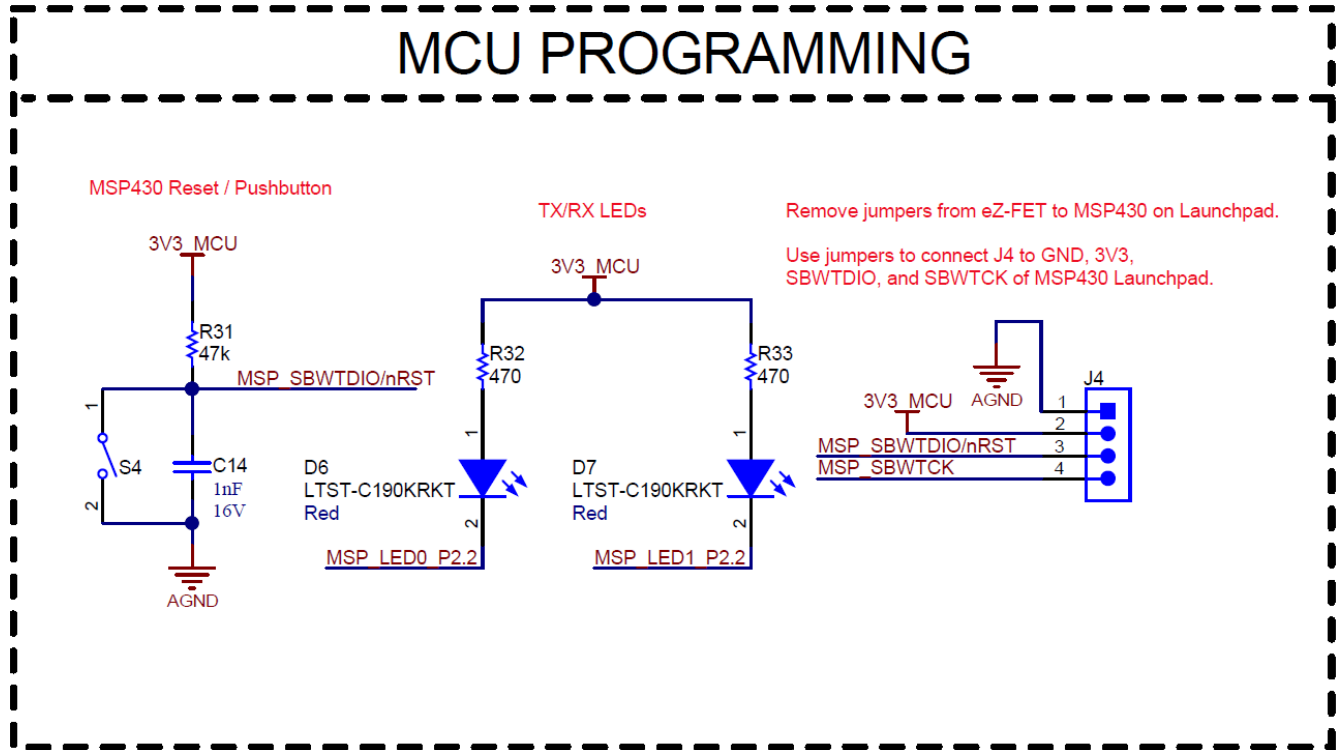 MCU PROGRAMMING
MSP430 Reset / Pushbutton
3V3_MCU
R31
47k
MSP_SBWTDIO/nRST
1
S4
2
C14
1nF
16V
AGND
TX/RX LEDs
3V3_MCU
R32
470
R33
470
1
D6
LTST-C190KRKT
Red
2
MSP_LED0_P2.2
1
D7
LTST-C190KRKT
Red
2
MSP_LED1_P2.2
Remove jumpers from eZ-FET to MSP430 on Launchpad.
Use jumpers to connect J4 to GND, 3V3,
SBWTDIO, and SBWTCK of MSP430 Launchpad.
J4
AGND
1
3V3_MCU
2
MSP_SBWTDIO/nRST
3
MSP_SBWTCK
4